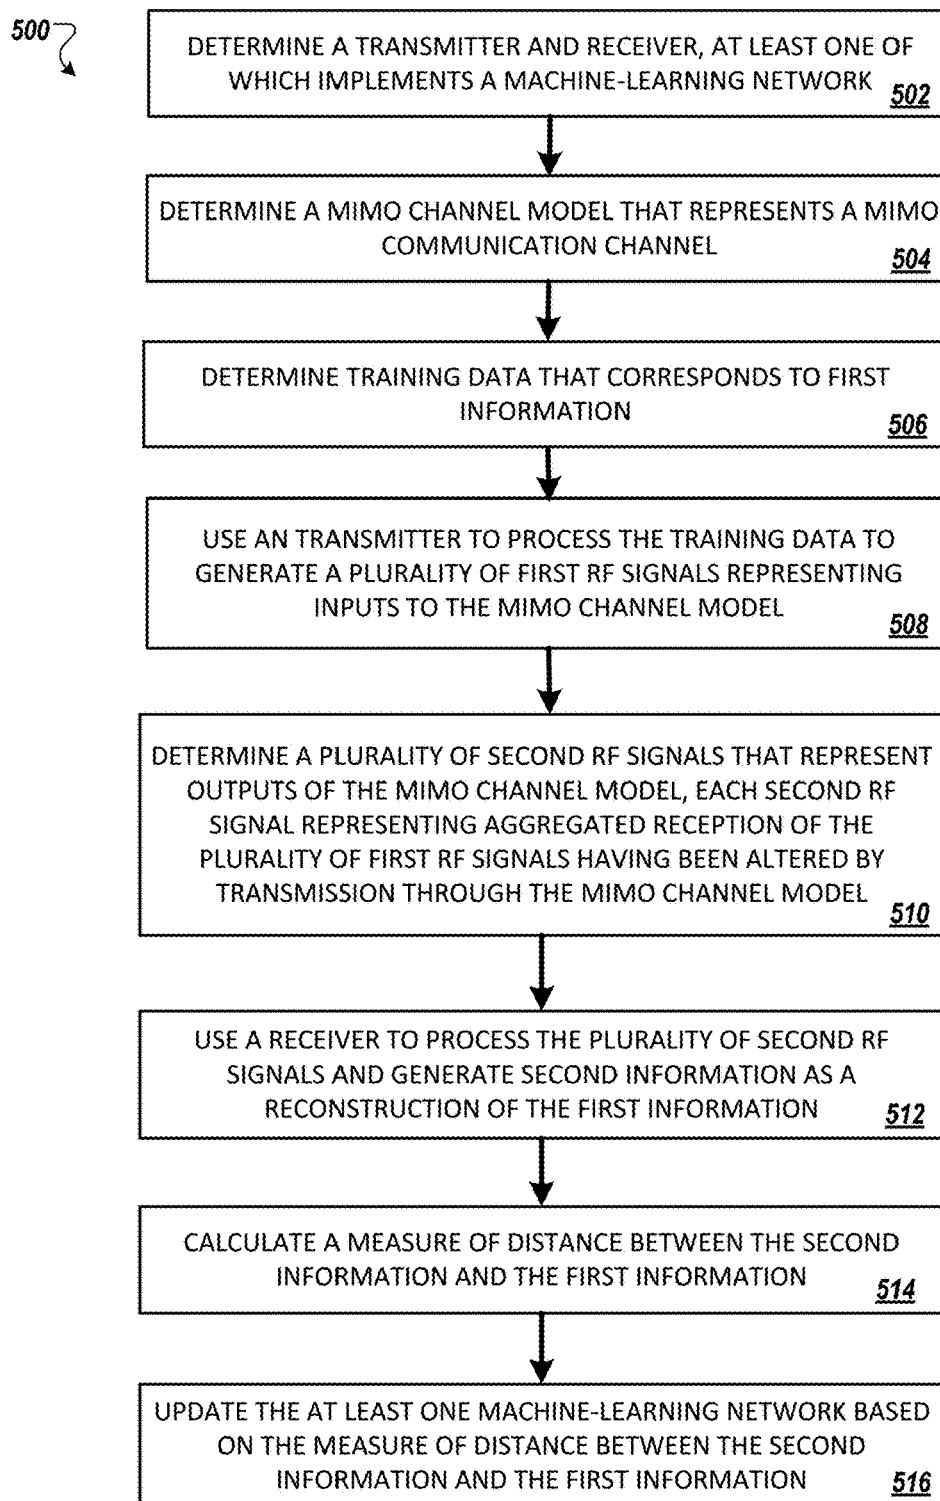 500
DETERMINE A TRANSMITTER AND RECEIVER, AT LEAST ONE OF
WHICH IMPLEMENTS A MACHINE-LEARNING NETWORK
502
DETERMINE A MIMO CHANNEL MODEL THAT REPRESENTS A MIMO
COMMUNICATION CHANNEL
504
DETERMINE TRAINING DATA THAT CORRESPONDS TO FIRST
INFORMATION
506
USE AN TRANSMITTER TO PROCESS THE TRAINING DATA TO
GENERATE A PLURALITY OF FIRST RF SIGNALS REPRESENTING
INPUTS TO THE MIMO CHANNEL MODEL
508
DETERMINE A PLURALITY OF SECOND RF SIGNALS THAT REPRESENT
OUTPUTS OF THE MIMO CHANNEL MODEL, EACH SECOND RF
SIGNAL REPRESENTING AGGREGATED RECEPTION OF THE
PLURALITY OF FIRST RF SIGNALS HAVING BEEN ALTERED BY
TRANSMISSION THROUGH THE MIMO CHANNEL MODEL
510
USE A RECEIVER TO PROCESS THE PLURALITY OF SECOND RF
SIGNALS AND GENERATE SECOND INFORMATION AS A
RECONSTRUCTION OF THE FIRST INFORMATION
512
CALCULATE A MEASURE OF DISTANCE BETWEEN THE SECOND
INFORMATION AND THE FIRST INFORMATION
514
UPDATE THE AT LEAST ONE MACHINE-LEARNING NETWORK BASED
ON THE MEASURE OF DISTANCE BETWEEN THE SECOND
INFORMATION AND THE FIRST INFORMATION
516